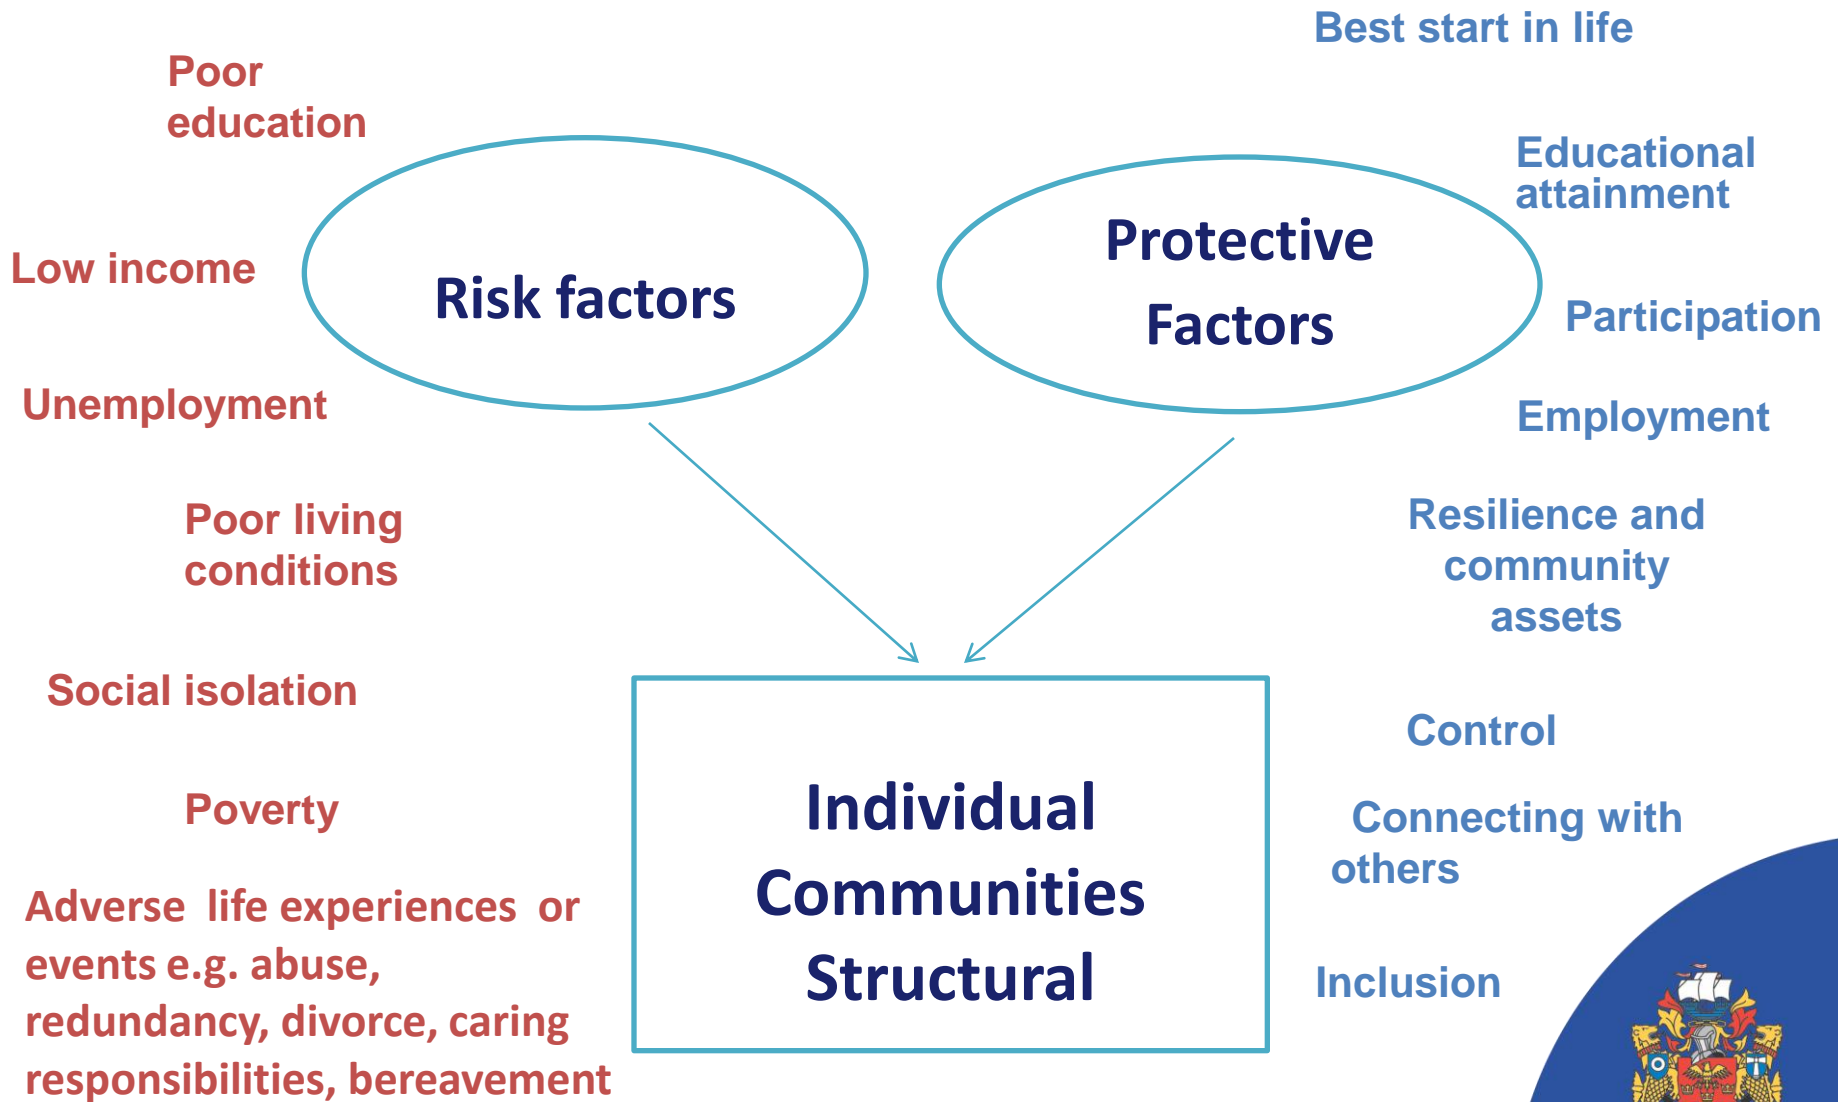 Poor
education
Low income
Unemployment
Poor living
conditions
Social isolation
Poverty
Adverse life experiences or
events e.g. abuse,
redundancy, divorce, caring
responsibilities, bereavement
Risk factors
Protective
Factors
Individual
Communities
Structural
Best start in life
Educational
attainment
Participation
Employment
Resilience and
community
assets
Control
Connecting with
others
Inclusion